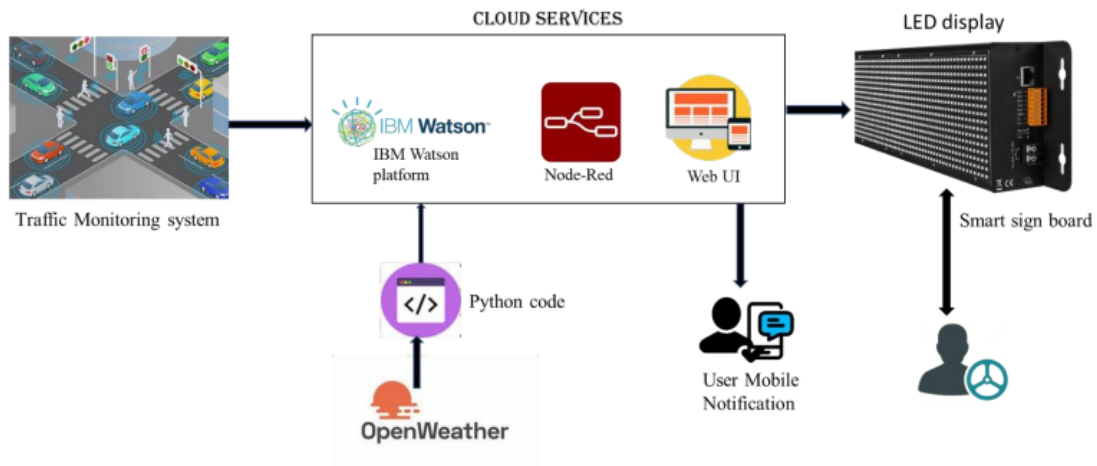 CLOUD SERVICES
LED display
IBM Watson
IBM Watson
platform
Node-Red
Web UI
Traffic Monitoring system
Smart sign board
</>
Python code
User Mobile
Notification
OpenWeather